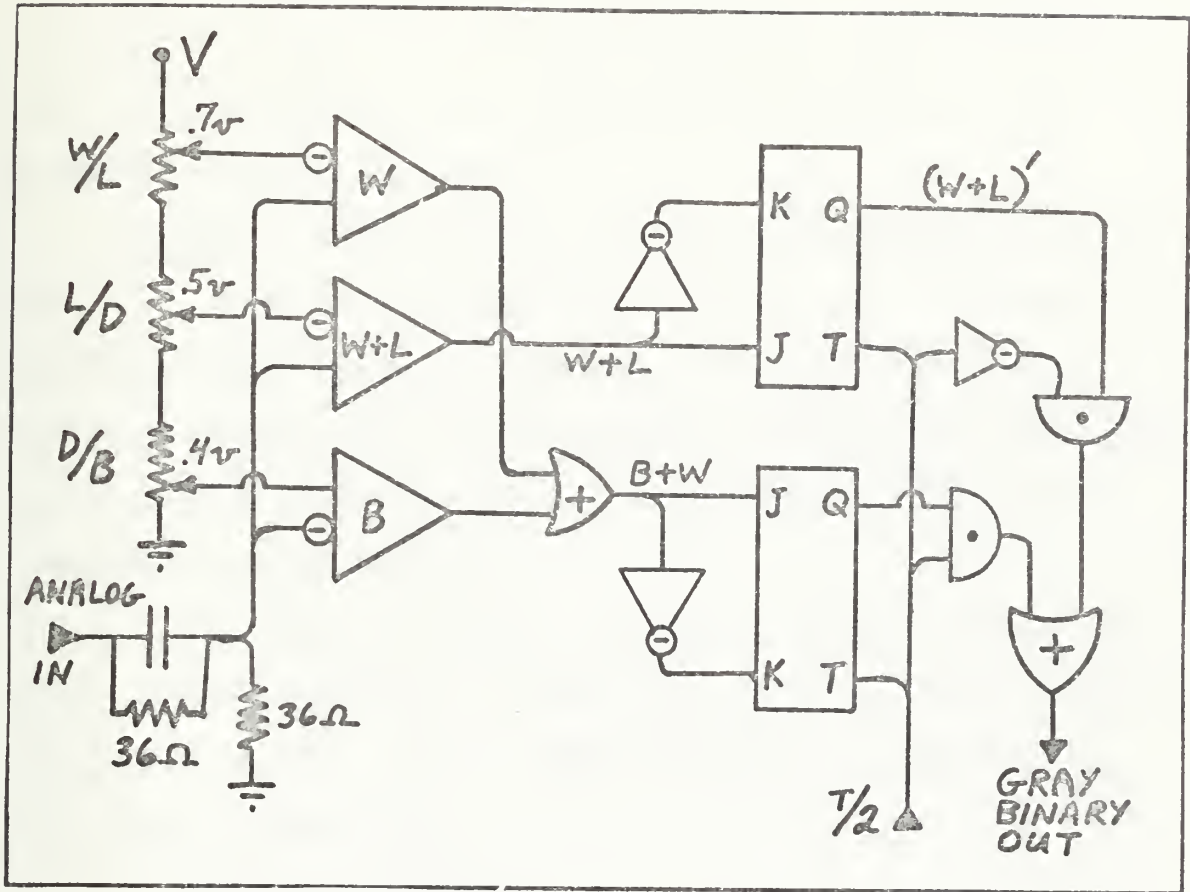 V
.7v
W/L
W
K Q
(W+L)'
.5v
L/D
W+L
W+L
J T
.
.4v
D/B
B
+
B+W
J Q
.
ANALOG
IN
K T
+
36Ω
36Ω
T/2
GRAY
BINARY
OUT